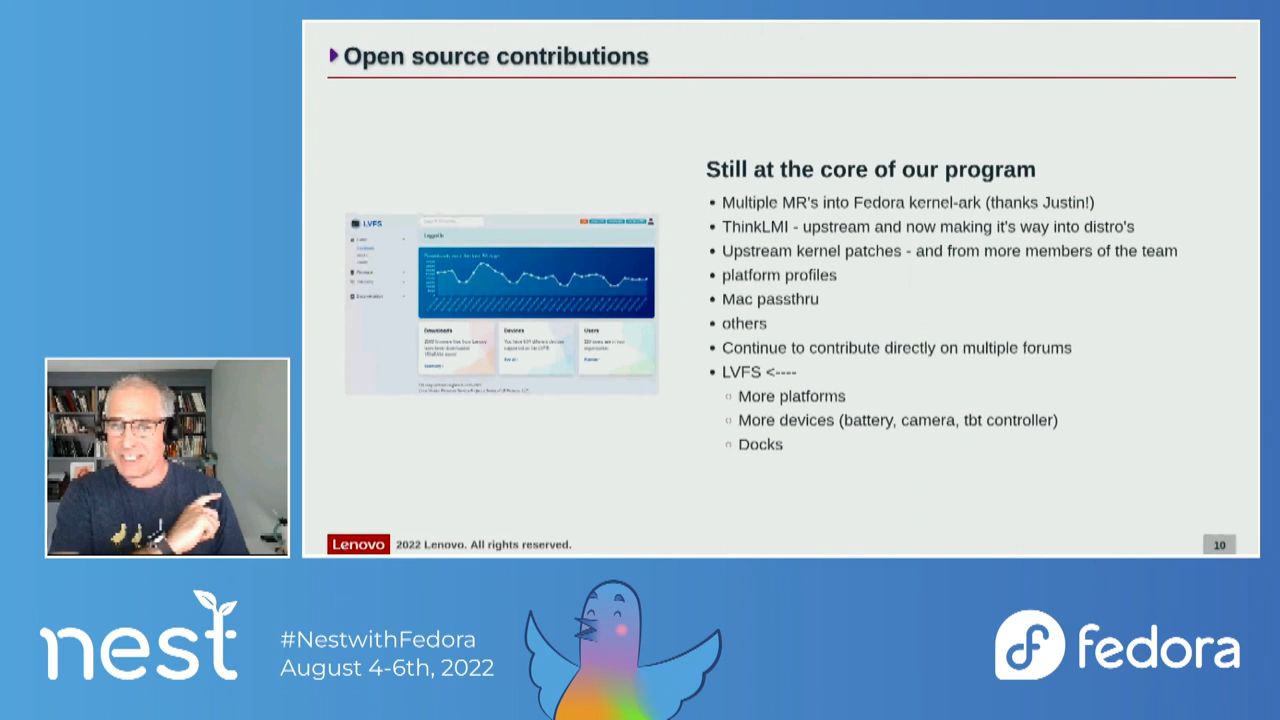 Open source contributions
LVFS
Downloads
Devices
Users
Still at the core of our program
Multiple MR's into Fedora kernel-ark (thanks Justin!)
ThinkLMI - upstream and now making it's way into distro's
Upstream kernel patches - and from more members of the team
platform profiles
Mac passthru
others
Continue to contribute directly on multiple forums
LVFS <----
More platforms
More devices (battery, camera, tbt controller)
Docks
Lenovo 2022 Lenovo. All rights reserved.
10
nest
#NestwithFedora
August 4-6th, 2022
fedora